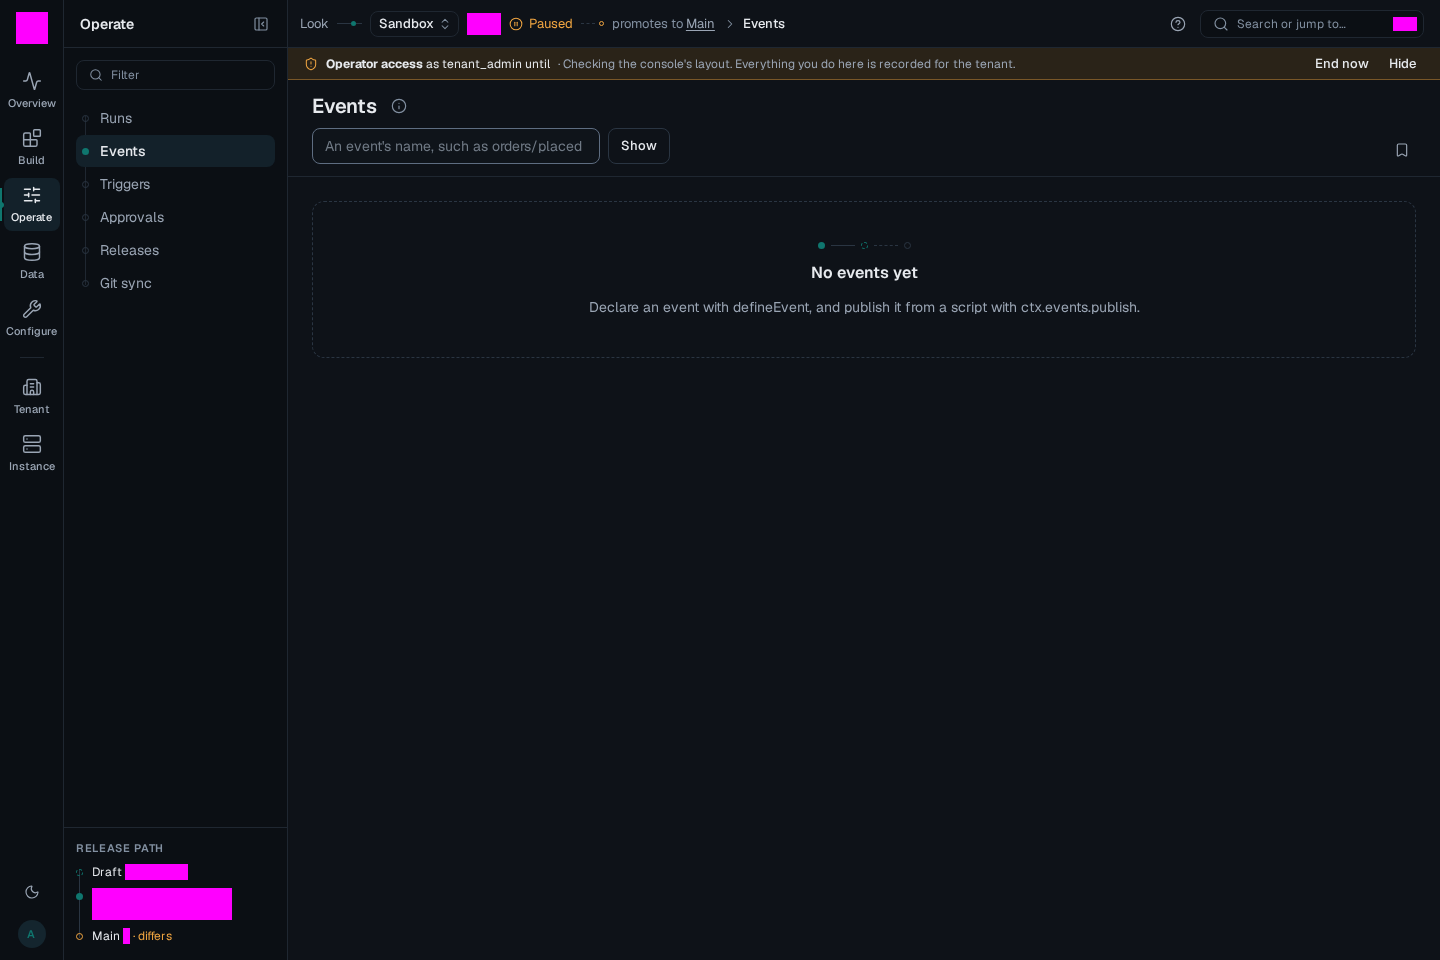 Operate
Look
Sandbox
Paused
promotes to Main
Events
Search or jump to…
Operator access as tenant_admin until · Checking the console's layout. Everything you do here is recorded for the tenant.
End now
Hide
Filter
Overview
Build
Operate
Data
Configure
Tenant
Instance
A
Runs
Events
Triggers
Approvals
Releases
Git sync
Events
An event's name, such as orders/placed
Show
No events yet
Declare an event with defineEvent, and publish it from a script with ctx.events.publish.
RELEASE PATH
Draft
Main · differs